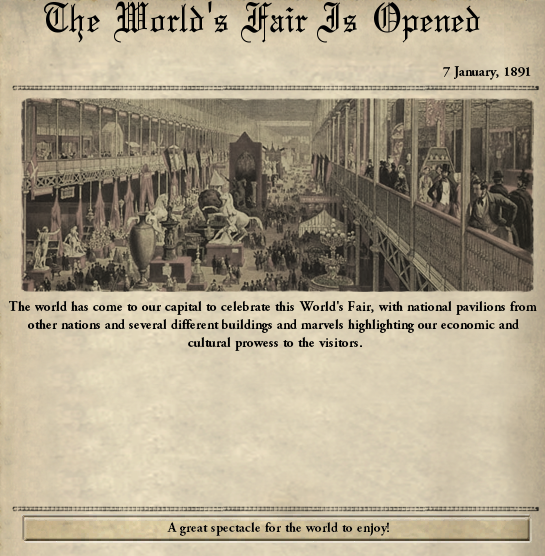 The World's Fair Is Opened
7 January, 1891
The world has come to our capital to celebrate this World's Fair, with national pavilions from
other nations and several different buildings and marvels highlighting our economic and
cultural prowess to the visitors.
A great spectacle for the world to enjoy!